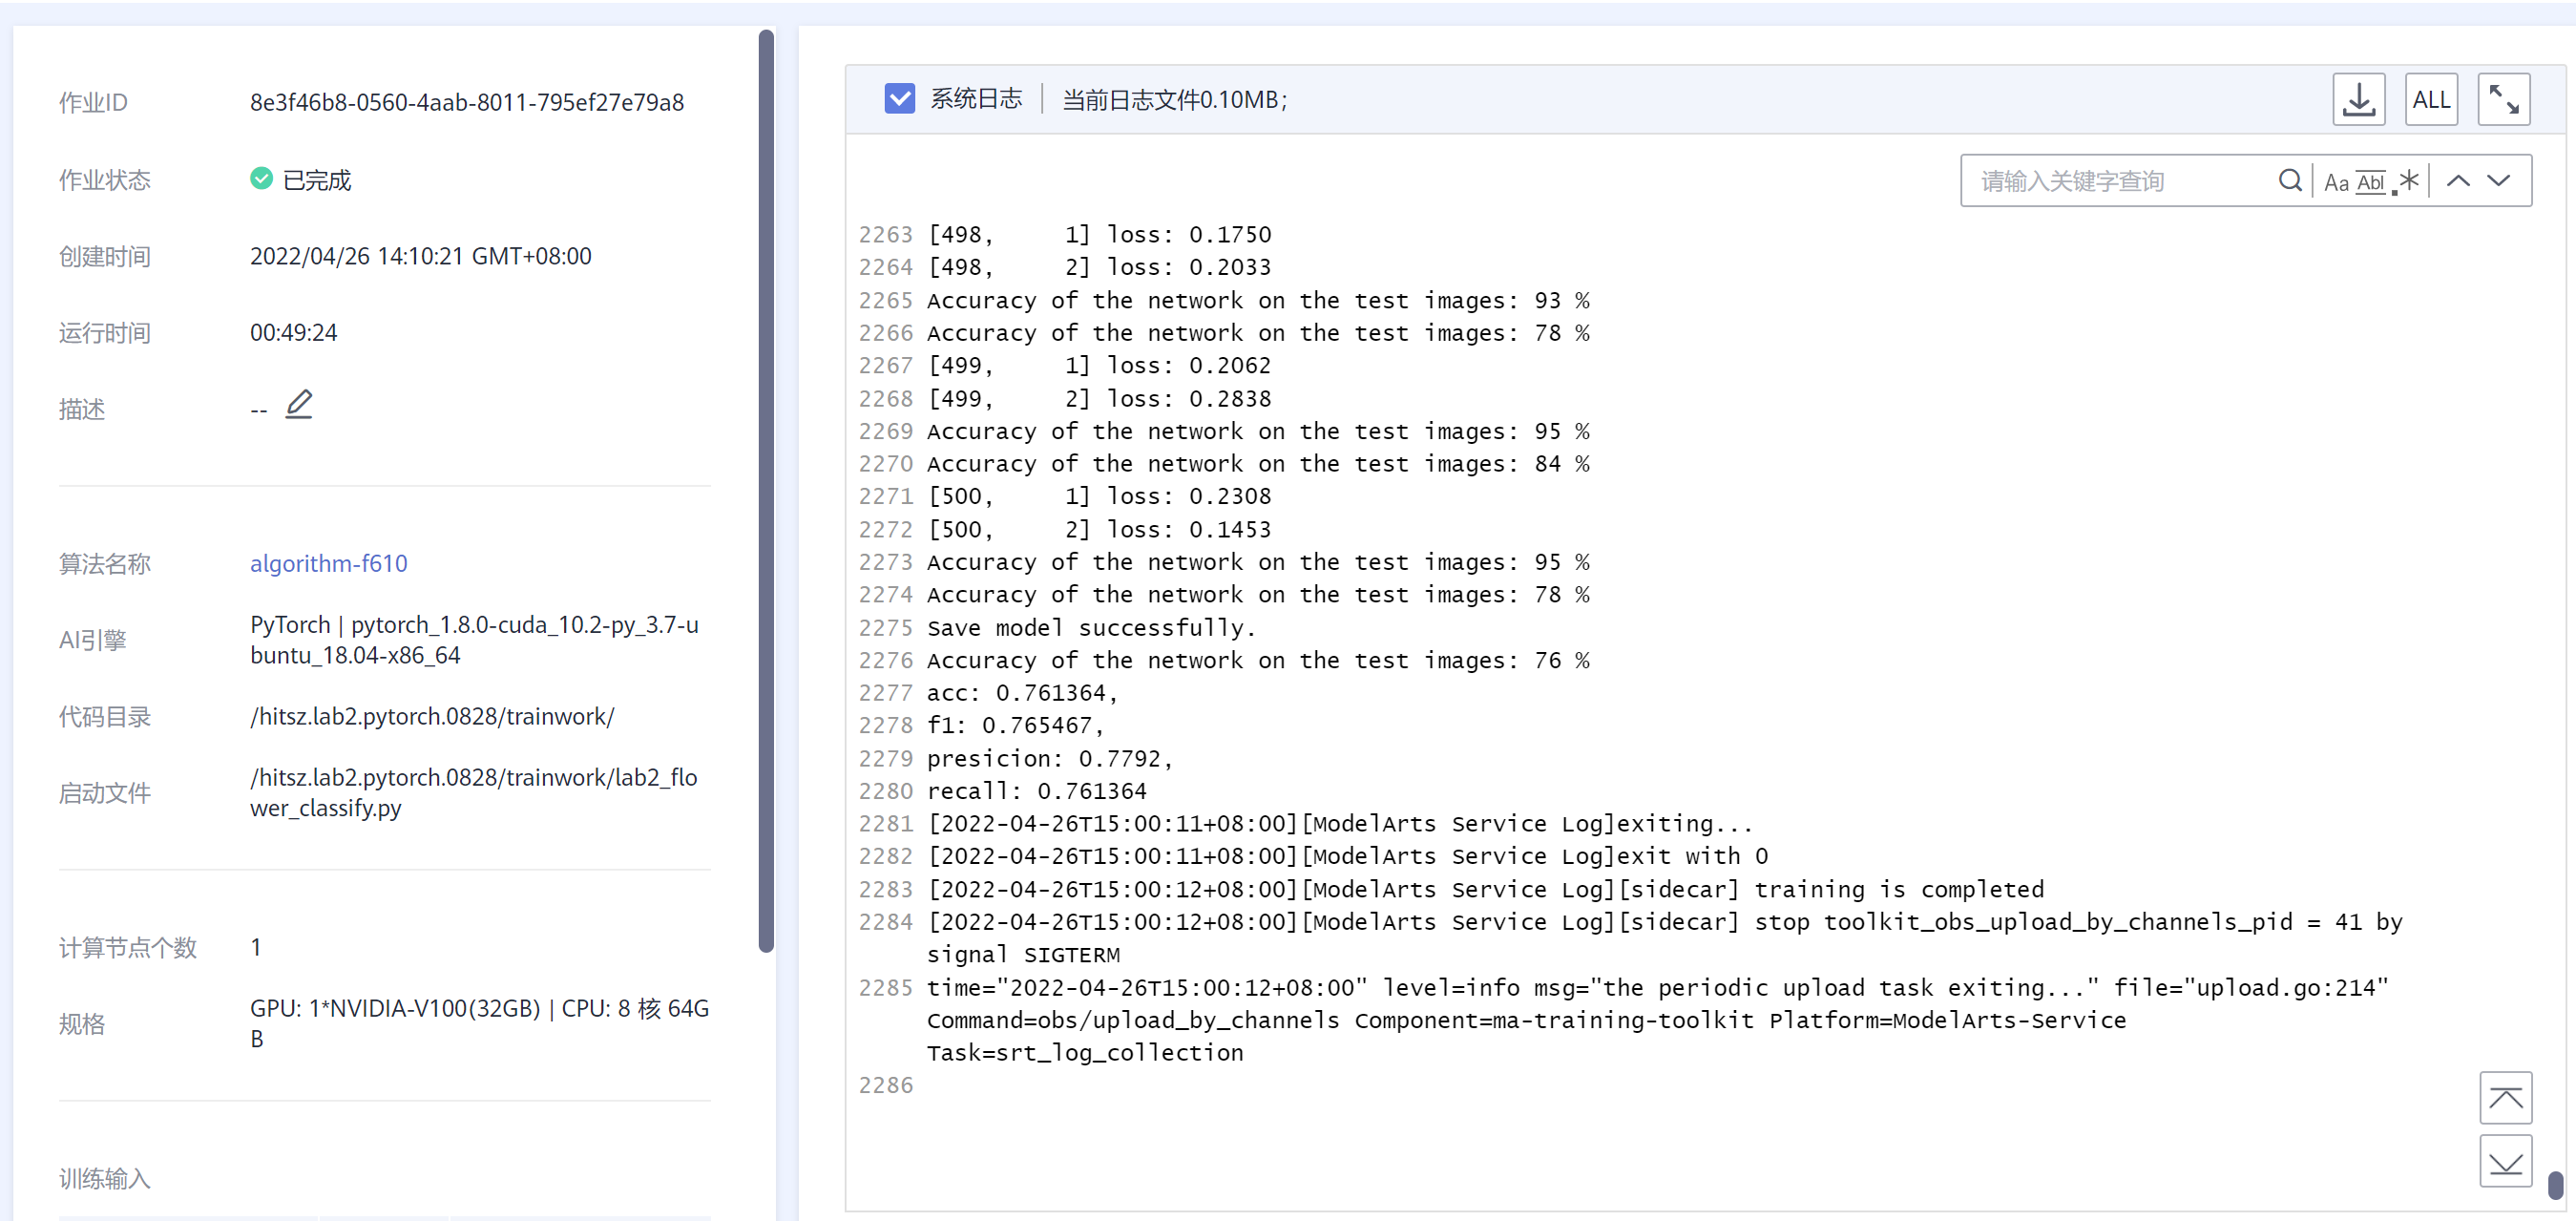 作业ID 8e3f46b8-0560-4aab-8011-795ef27e79a8
作业状态 已完成
创建时间 2022/04/26 14:10:21 GMT+08:00
运行时间 00:49:24
描述 --
算法名称 algorithm-f610
AI引擎 PyTorch | pytorch_1.8.0-cuda_10.2-py_3.7-u
buntu_18.04-x86_64
代码目录 /hitsz.lab2.pytorch.0828/trainwork/
启动文件 /hitsz.lab2.pytorch.0828/trainwork/lab2_flo
wer_classify.py
计算节点个数 1
规格 GPU: 1*NVIDIA-V100(32GB) | CPU: 8 核 64G
B
训练输入
系统日志 | 当前日志文件0.10MB;
ALL
请输入关键字查询 Aa Abl .*
2263 [498,     1] loss: 0.1750
2264 [498,     2] loss: 0.2033
2265 Accuracy of the network on the test images: 93 %
2266 Accuracy of the network on the test images: 78 %
2267 [499,     1] loss: 0.2062
2268 [499,     2] loss: 0.2838
2269 Accuracy of the network on the test images: 95 %
2270 Accuracy of the network on the test images: 84 %
2271 [500,     1] loss: 0.2308
2272 [500,     2] loss: 0.1453
2273 Accuracy of the network on the test images: 95 %
2274 Accuracy of the network on the test images: 78 %
2275 Save model successfully.
2276 Accuracy of the network on the test images: 76 %
2277 acc: 0.761364,
2278 f1: 0.765467,
2279 presicion: 0.7792,
2280 recall: 0.761364
2281 [2022-04-26T15:00:11+08:00][ModelArts Service Log]exiting...
2282 [2022-04-26T15:00:11+08:00][ModelArts Service Log]exit with 0
2283 [2022-04-26T15:00:12+08:00][ModelArts Service Log][sidecar] training is completed
2284 [2022-04-26T15:00:12+08:00][ModelArts Service Log][sidecar] stop toolkit_obs_upload_by_channels_pid = 41 by
signal SIGTERM
2285 time="2022-04-26T15:00:12+08:00" level=info msg="the periodic upload task exiting..." file="upload.go:214"
Command=obs/upload_by_channels Component=ma-training-toolkit Platform=ModelArts-Service
Task=srt_log_collection
2286